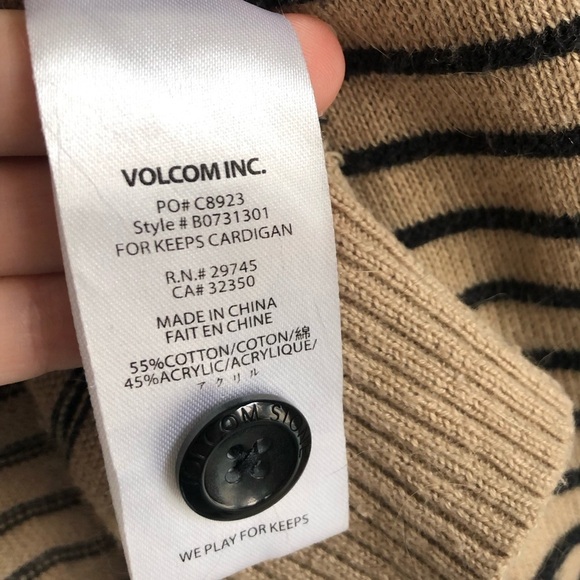 VOLCOM INC.
PO# C8923
Style # B0731301
FOR KEEPS CARDIGAN
R.N.# 29745
CA# 32350
MADE IN CHINA
FAIT EN CHINE
55%COTTON/COTON/綿
45%ACRYLIC/ACRYLIQUE/
アクリル
COM
WE PLAY FOR KEEPS